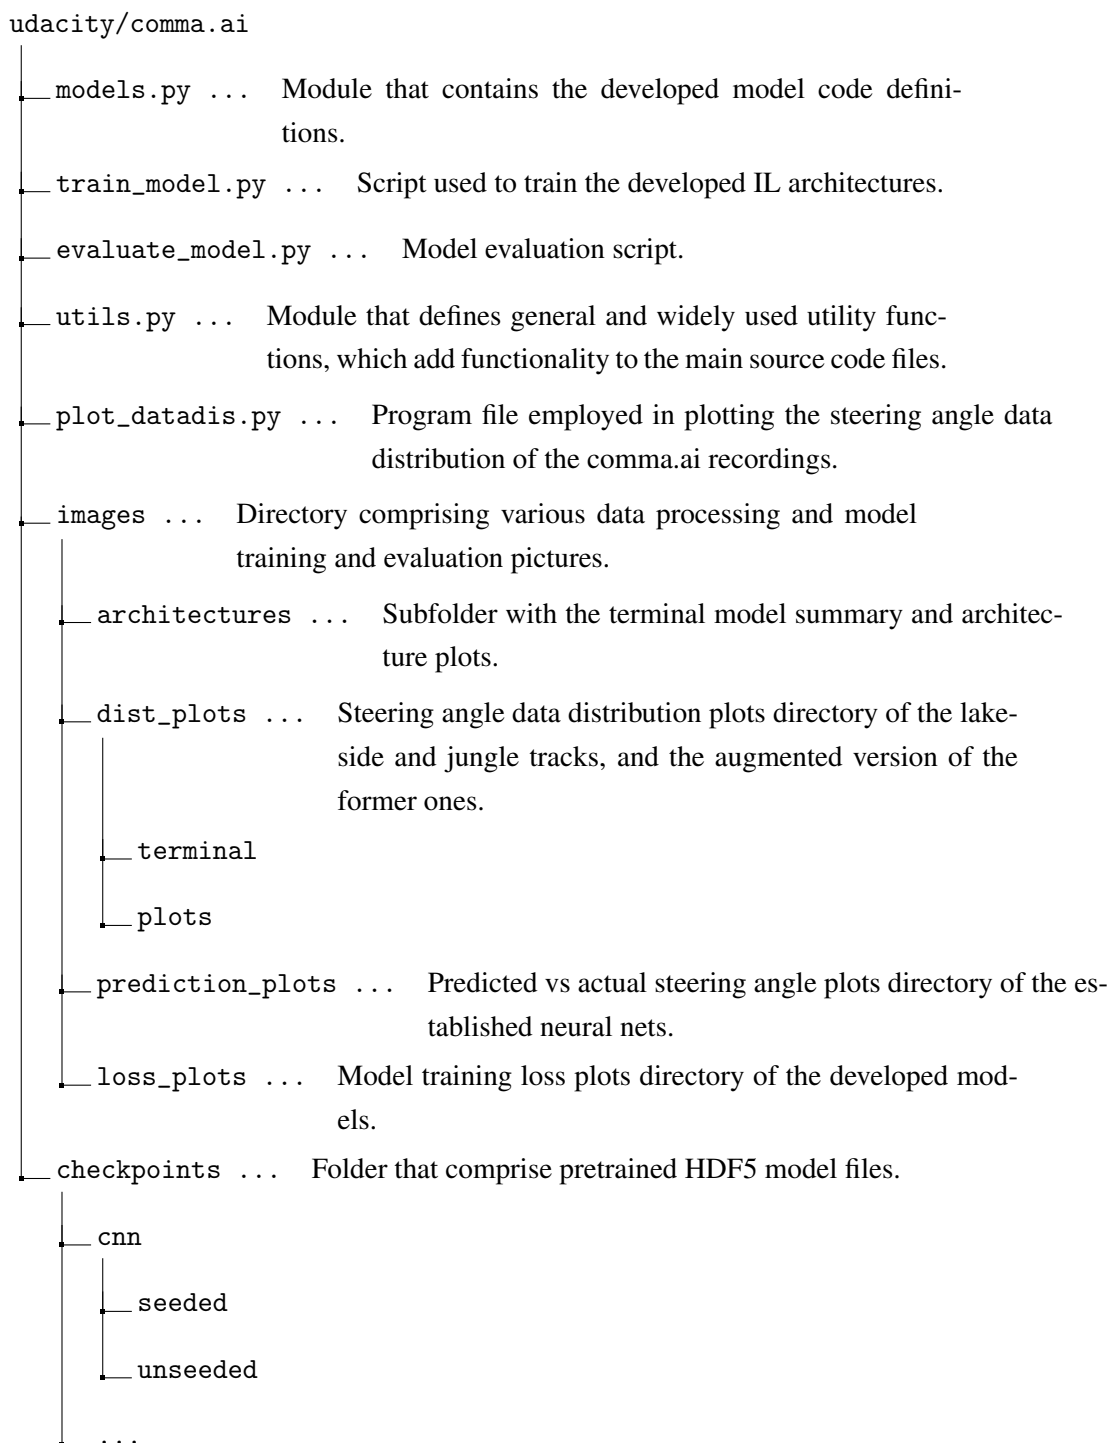 udacity/comma.ai
models.py ... Module that contains the developed model code defini-
tions.
train_model.py ... Script used to train the developed IL architectures.
evaluate_model.py ... Model evaluation script.
utils.py ... Module that defines general and widely used utility func-
tions, which add functionality to the main source code files.
plot_datadis.py ... Program file employed in plotting the steering angle data
distribution of the comma.ai recordings.
images ... Directory comprising various data processing and model
training and evaluation pictures.
architectures ... Subfolder with the terminal model summary and architec-
ture plots.
dist_plots ... Steering angle data distribution plots directory of the lake-
side and jungle tracks, and the augmented version of the
former ones.
terminal
plots
prediction_plots ... Predicted vs actual steering angle plots directory of the es-
tablished neural nets.
loss_plots ... Model training loss plots directory of the developed mod-
els.
checkpoints ... Folder that comprise pretrained HDF5 model files.
cnn
seeded
unseeded
...